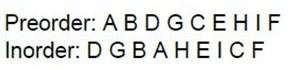 Preorder: A B D G C E H I F
Inorder: D G B A H E I C F